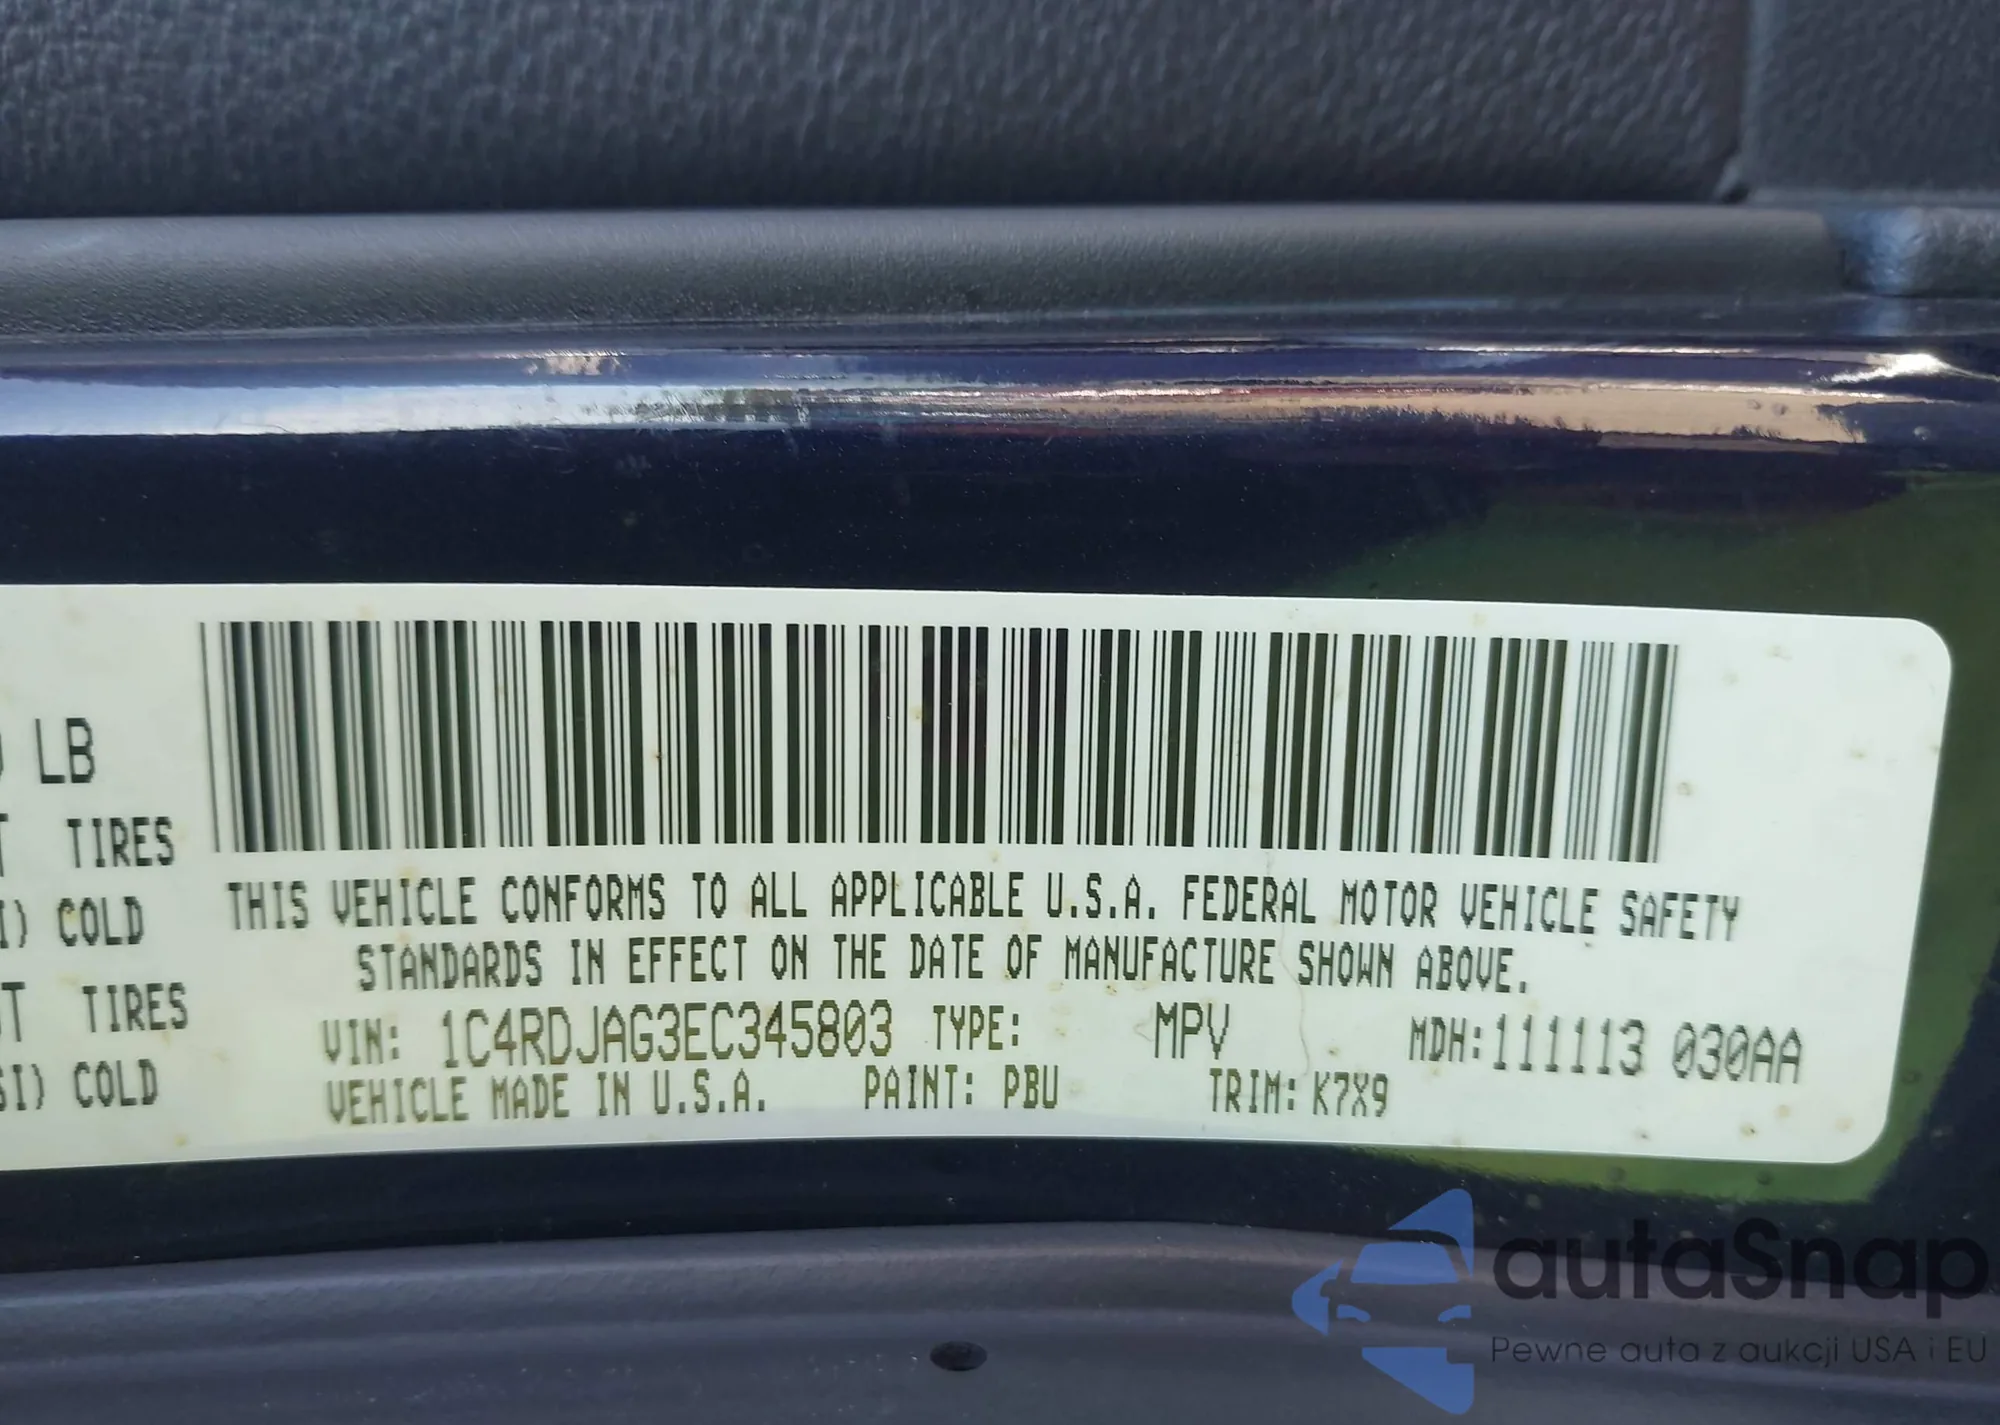 LB
TIRES
COLD
TIRES
COLD
THIS VEHICLE CONFORMS TO ALL APPLICABLE U.S.A. FEDERAL MOTOR VEHICLE SAFETY
STANDARDS IN EFFECT ON THE DATE OF MANUFACTURE SHOWN ABOVE.
VIN: 1C4RDJAG3EC345803 TYPE: MPV MDH:111113 030AA
VEHICLE MADE IN U.S.A. PAINT: PBU TRIM: K7X9
autaSnap
Pewne auta z aukcji USA i EU